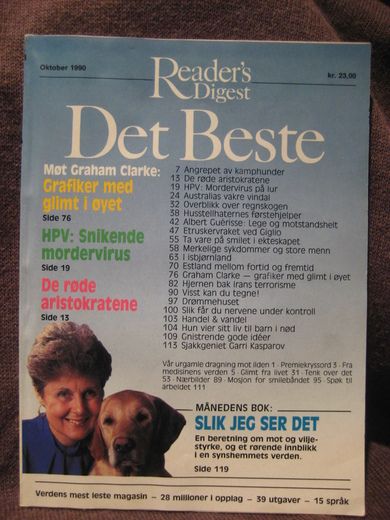 Oktober 1990
Reader's
Digest
kr. 23,00
Det Beste
Møt Graham Clarke:
Grafiker med
glimt i øyet
Side 76
HPV: Snikende
mordervirus
Side 19
De røde
aristokratene
Side 13
7 Angrepet av kamphunder
13 De røde aristokratene
19 HPV: Mordervirus på lur
24 Australias vakre vindal
32 Overblikk over regnskogen
38 Husstellhaternes førstehjelper
42 Albert Guérisse: Lege og motstandshelt
47 Etruskervraket ved Giglio
55 Ta vare på smilet i ekteskapet
58 Merkelige sykdommer og store menn
63 I isbjørnland
70 Estland mellom fortid og fremtid
76 Graham Clarke — grafiker med glimt i øyet
82 Hjernen bak Irans terrorisme
90 Visst kan du tegne!
97 Drømmehuset
100 Slik får du nervene under kontroll
103 Handel & vandel
104 Hun vier sitt liv til barn i nød
109 Gnistrende gode idéer
113 Sjakkgeniet Garri Kasparov
Vår urgamle dragning mot ilden 1 · Premiekryssord 3 · Fra
medisinens verden 5 · Glimt fra livet 31 · Tenk over det
53 · Nærbilder 89 · Mosjon for smilebåndet 95 · Spøk til
arbeidet 111
MÅNEDENS BOK:
SLIK JEG SER DET
En beretning om mot og vilje-
styrke, og et rørende innblikk
i en synshemmets verden.
Side 119
Verdens mest leste magasin — 28 millioner i opplag — 39 utgaver — 15 språk